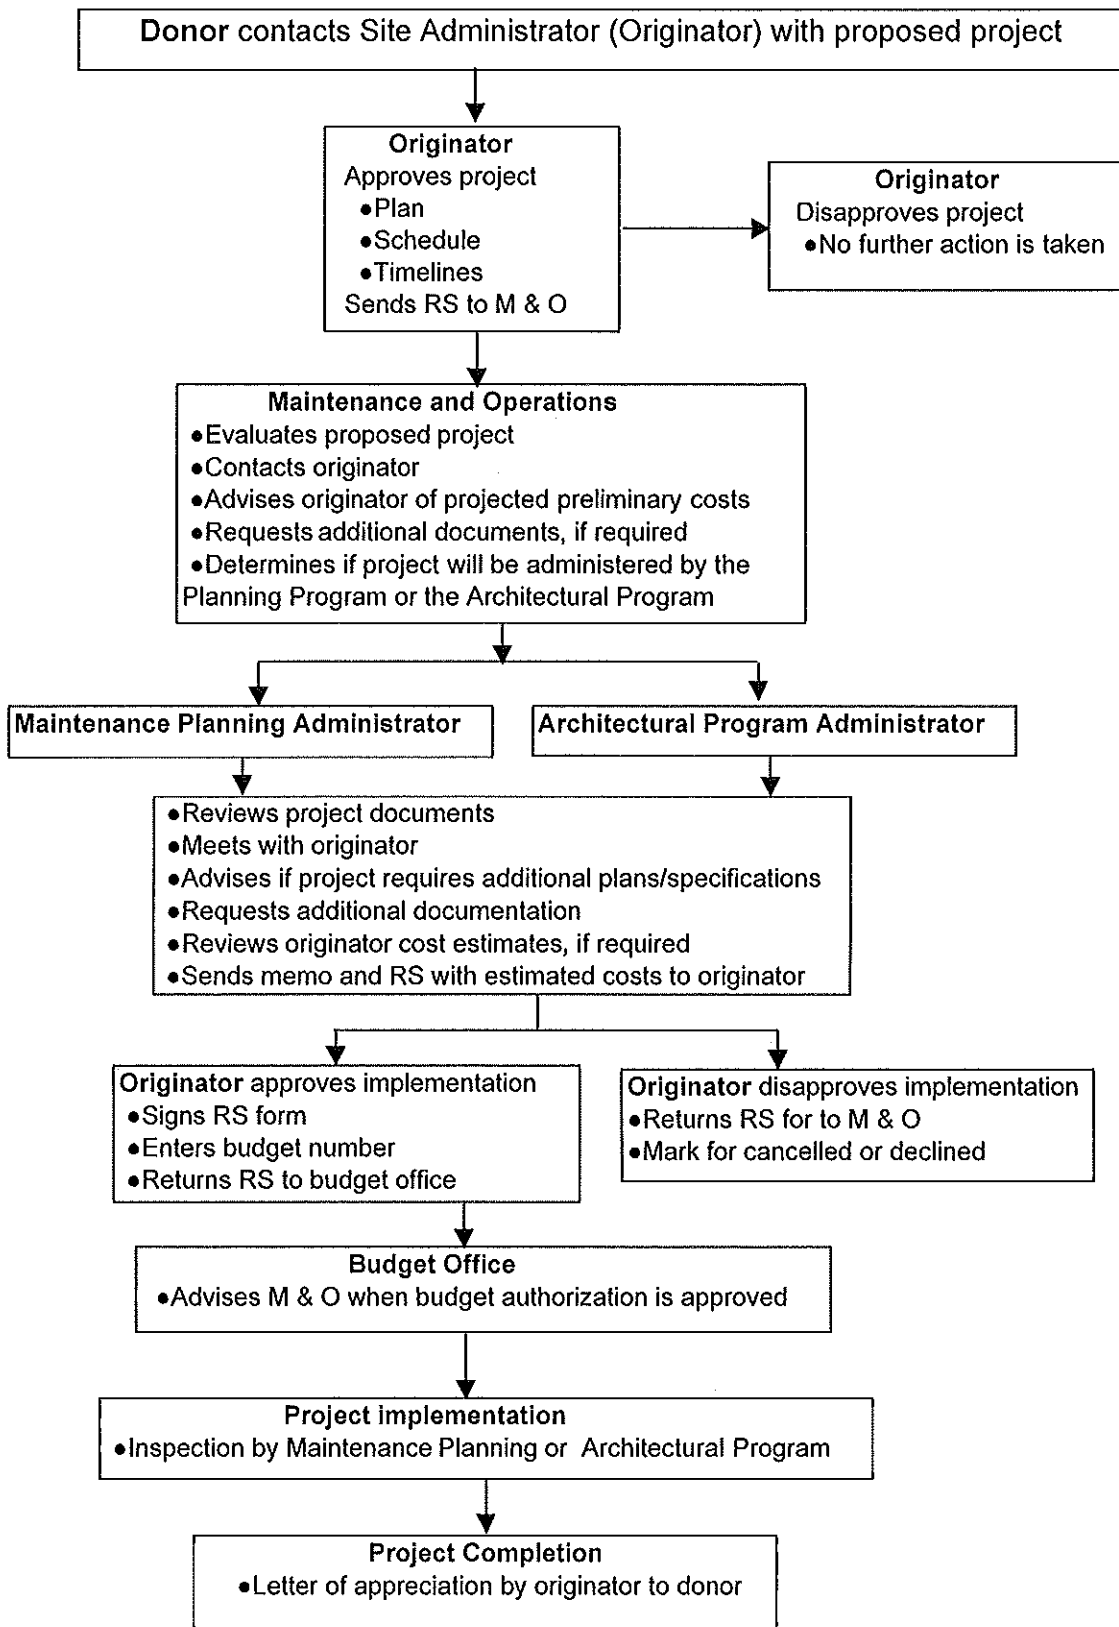 Donor contacts Site Administrator (Originator) with proposed project
Originator
Approves project
●Plan
●Schedule
●Timelines
Sends RS to M & O
Originator
Disapproves project
●No further action is taken
Maintenance and Operations
●Evaluates proposed project
●Contacts originator
●Advises originator of projected preliminary costs
●Requests additional documents, if required
●Determines if project will be administered by the
Planning Program or the Architectural Program
Maintenance Planning Administrator
Architectural Program Administrator
●Reviews project documents
●Meets with originator
●Advises if project requires additional plans/specifications
●Requests additional documentation
●Reviews originator cost estimates, if required
●Sends memo and RS with estimated costs to originator
Originator approves implementation
●Signs RS form
●Enters budget number
●Returns RS to budget office
Originator disapproves implementation
●Returns RS for to M & O
●Mark for cancelled or declined
Budget Office
●Advises M & O when budget authorization is approved
Project implementation
●Inspection by Maintenance Planning or Architectural Program
Project Completion
●Letter of appreciation by originator to donor